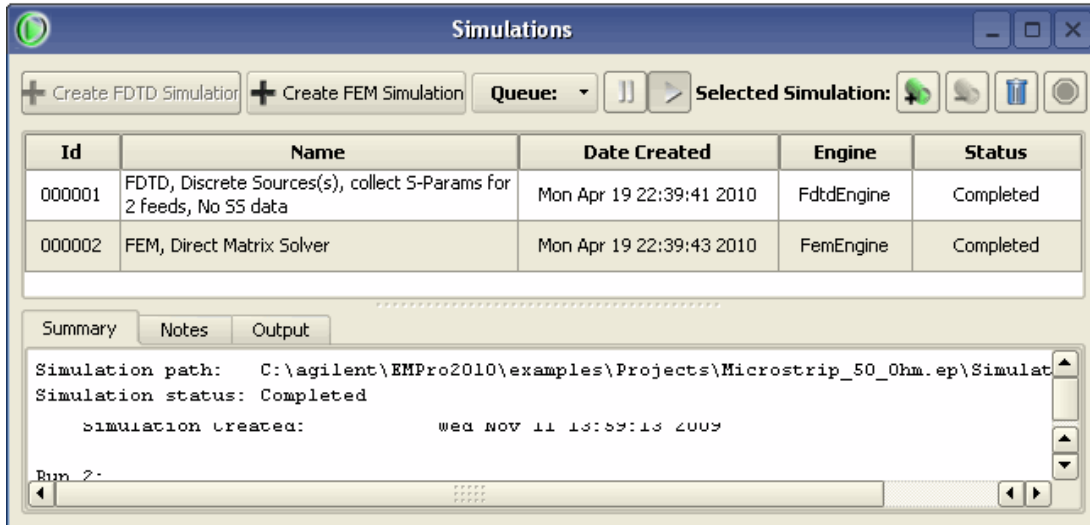 Simulations
Create FDTD Simulation Create FEM Simulation Queue: Selected Simulation:
Id Name Date Created Engine Status
000001 FDTD, Discrete Sources(s), collect S-Params for 2 feeds, No SS data Mon Apr 19 22:39:41 2010 FdtdEngine Completed
000002 FEM, Direct Matrix Solver Mon Apr 19 22:39:43 2010 FemEngine Completed
Summary Notes Output
Simulation path: C:\agilent\EMPro2010\examples\Projects\Microstrip_50_Ohm.ep\Simulat
Simulation status: Completed
Simulation Created: Wed Nov 11 13:59:13 2009
Run 2: